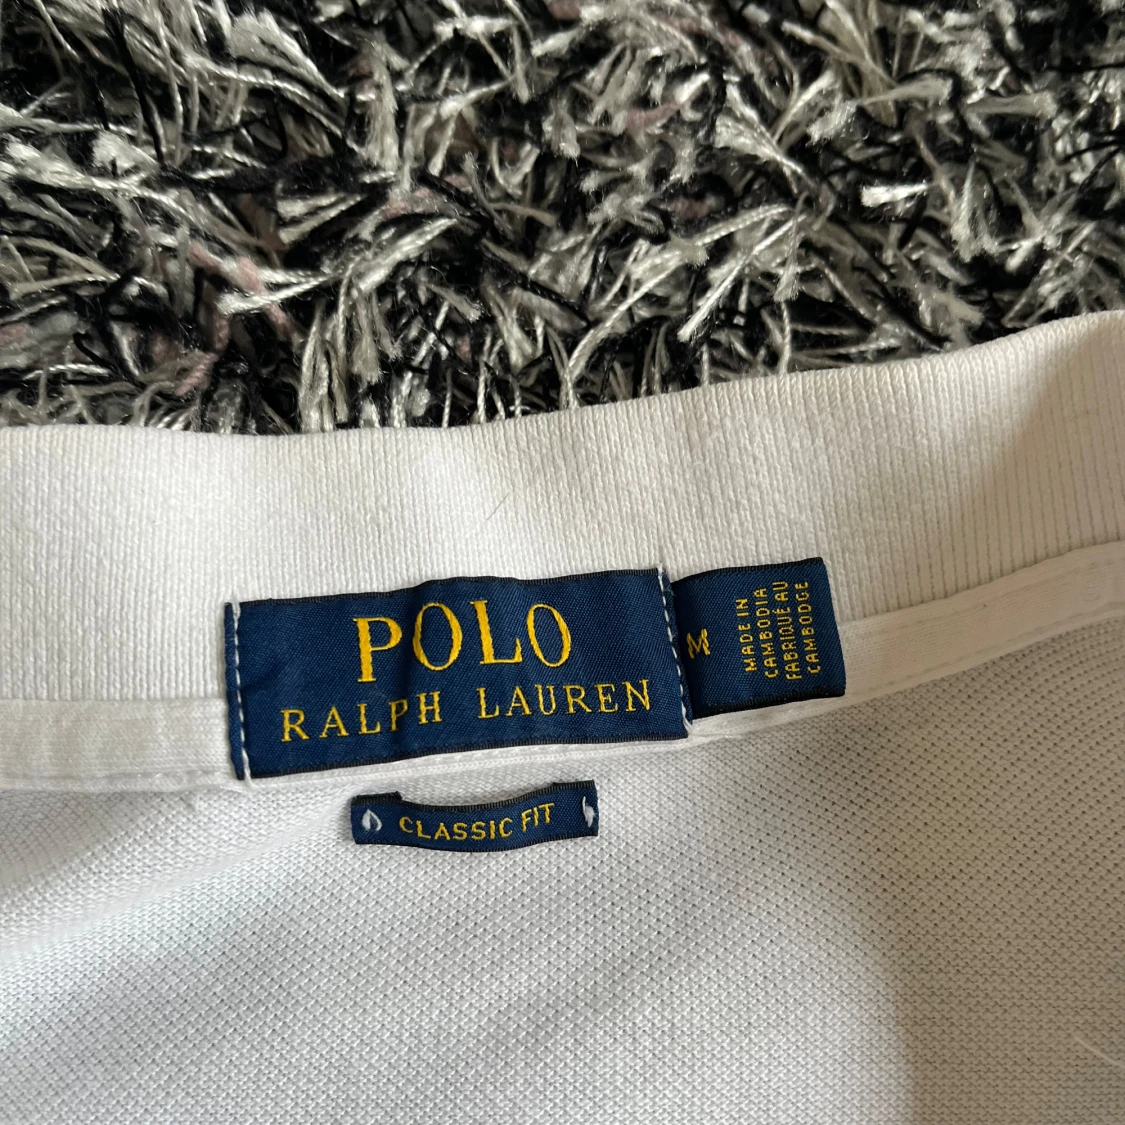 POLO
RALPH LAUREN
M
MADE IN
CAMBODIA
FABRIQUÉ AU
CAMBODGE
CLASSIC FIT